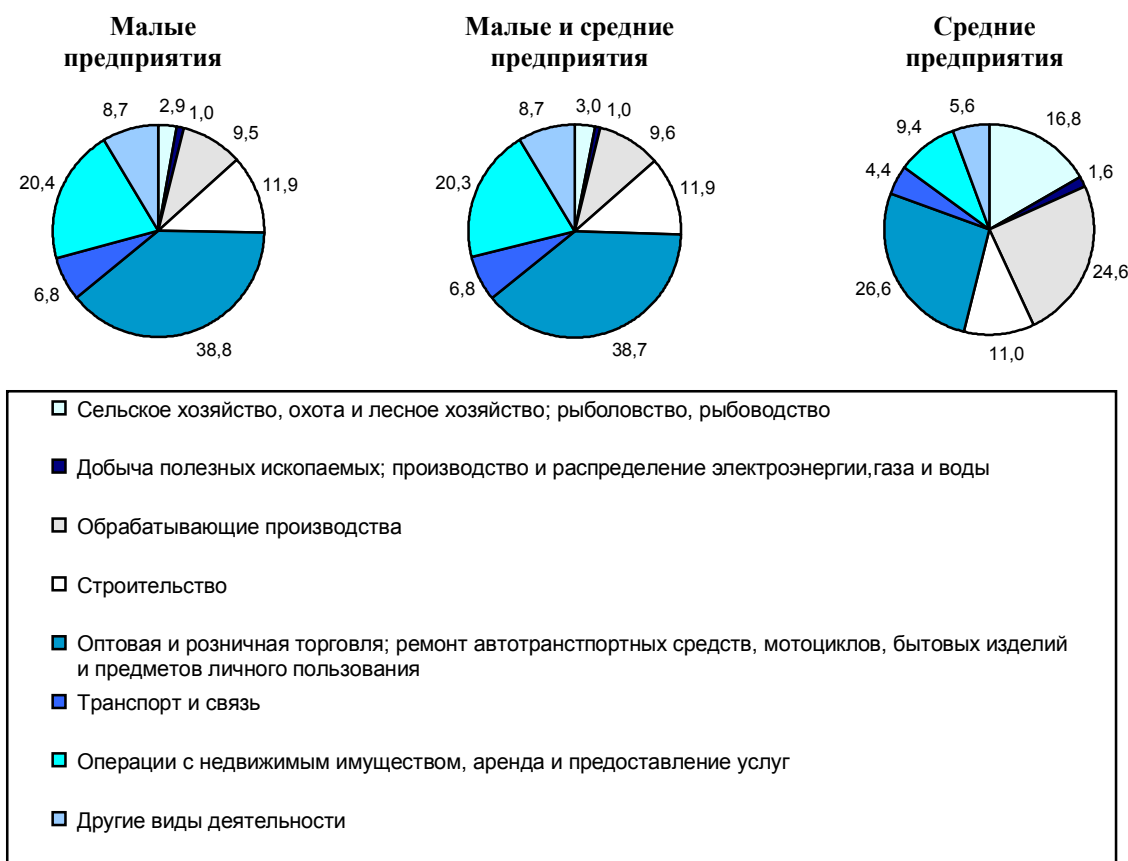 Малые
предприятия
Малые и средние
предприятия
Средние
предприятия
8,7
2,9
1,0
9,5
11,9
38,8
6,8
20,4
8,7
3,0
1,0
9,6
11,9
38,7
6,8
20,3
5,6
16,8
1,6
24,6
11,0
26,6
4,4
9,4
Сельское хозяйство, охота и лесное хозяйство; рыболовство, рыбоводство
Добыча полезных ископаемых; производство и распределение электроэнергии,газа и воды
Обрабатывающие производства
Строительство
Оптовая и розничная торговля; ремонт автотранстпортных средств, мотоциклов, бытовых изделий
и предметов личного пользования
Транспорт и связь
Операции с недвижимым имуществом, аренда и предоставление услуг
Другие виды деятельности